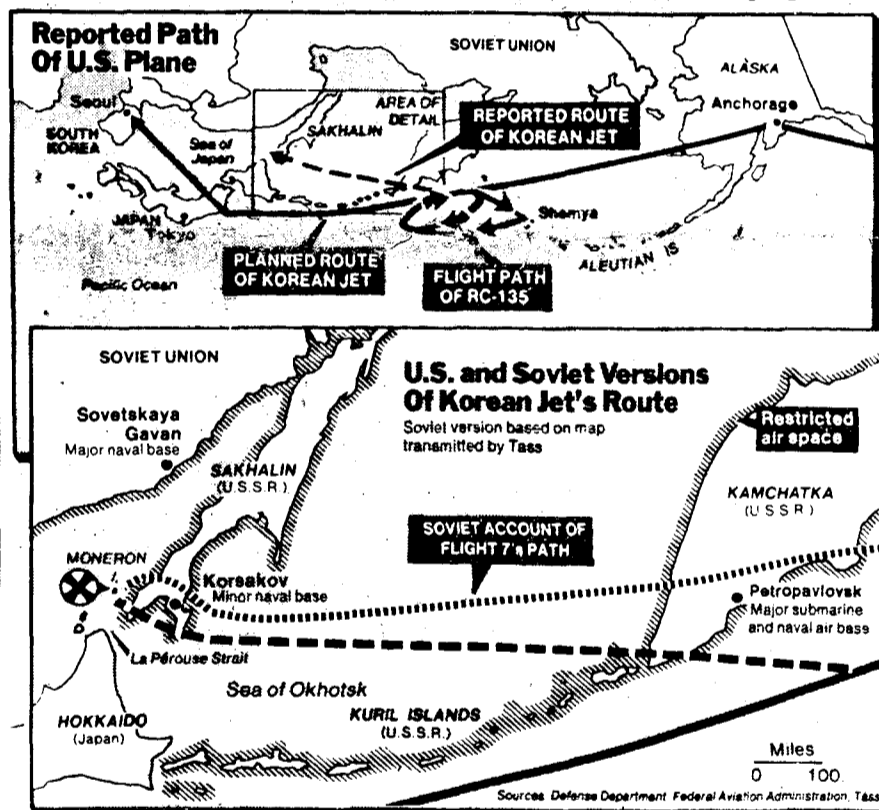 Reported Path
Of U.S. Plane
SOVIET UNION
ALASKA
Anchorage
Seoul
SOUTH
KOREA
Sea of
Japan
SAKHALIN
AREA OF
DETAIL
REPORTED ROUTE
OF KOREAN JET
JAPAN
Tokyo
Shemya
ALEUTIAN IS
PLANNED ROUTE
OF KOREAN JET
FLIGHT PATH
OF RC-135
Pacific Ocean
SOVIET UNION
U.S. and Soviet Versions
Of Korean Jet's Route
Soviet version based on map
transmitted by Tass
Restricted
air space
Sovetskaya
Gavan
Major naval base
SAKHALIN
(U.S.S.R.)
KAMCHATKA
(U.S.S.R.)
SOVIET ACCOUNT OF
FLIGHT 7's PATH
MONERON
I.
Korsakov
Minor naval base
Petropavlovsk
Major submarine
and naval air base
La Pérouse Strait
Sea of Okhotsk
HOKKAIDO
(Japan)
KURIL ISLANDS
(U.S.S.R.)
Miles
0 100
Sources: Defense Department, Federal Aviation Administration, Tass